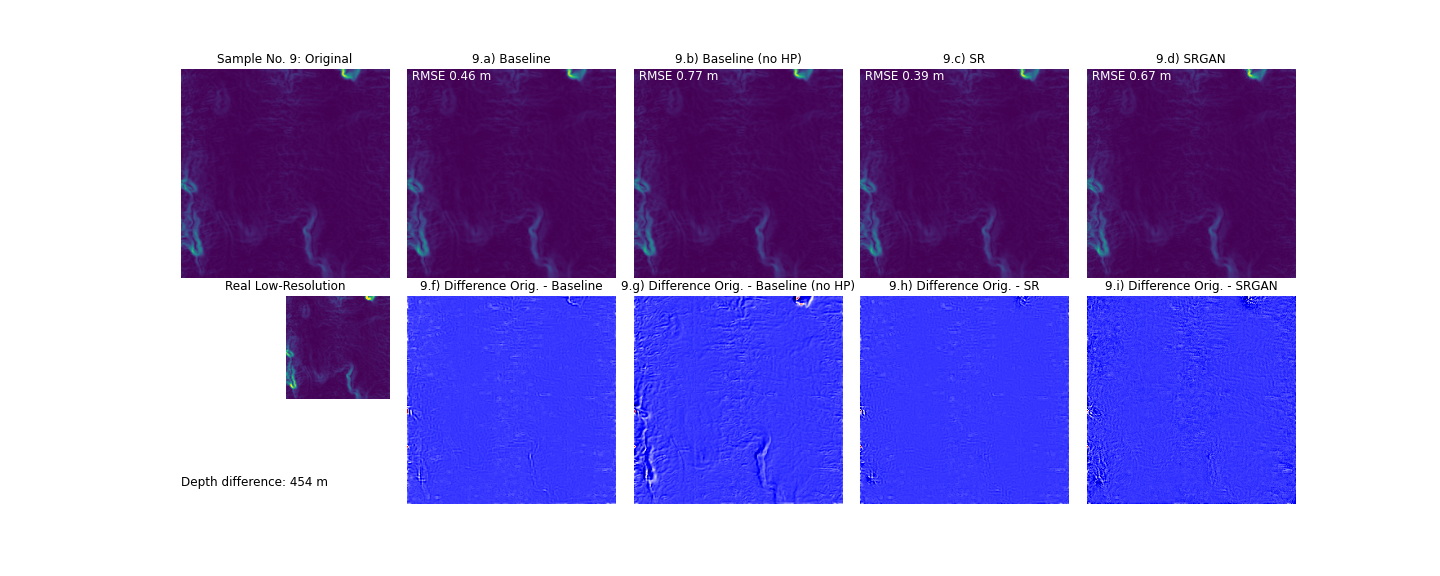 Sample No. 9: Original
9.a) Baseline
9.b) Baseline (no HP)
9.c) SR
9.d) SRGAN
RMSE 0.46 m
RMSE 0.77 m
RMSE 0.39 m
RMSE 0.67 m
Real Low-Resolution
9.f) Difference Orig. - Baseline
9.g) Difference Orig. - Baseline (no HP)
9.h) Difference Orig. - SR
9.i) Difference Orig. - SRGAN
Depth difference: 454 m